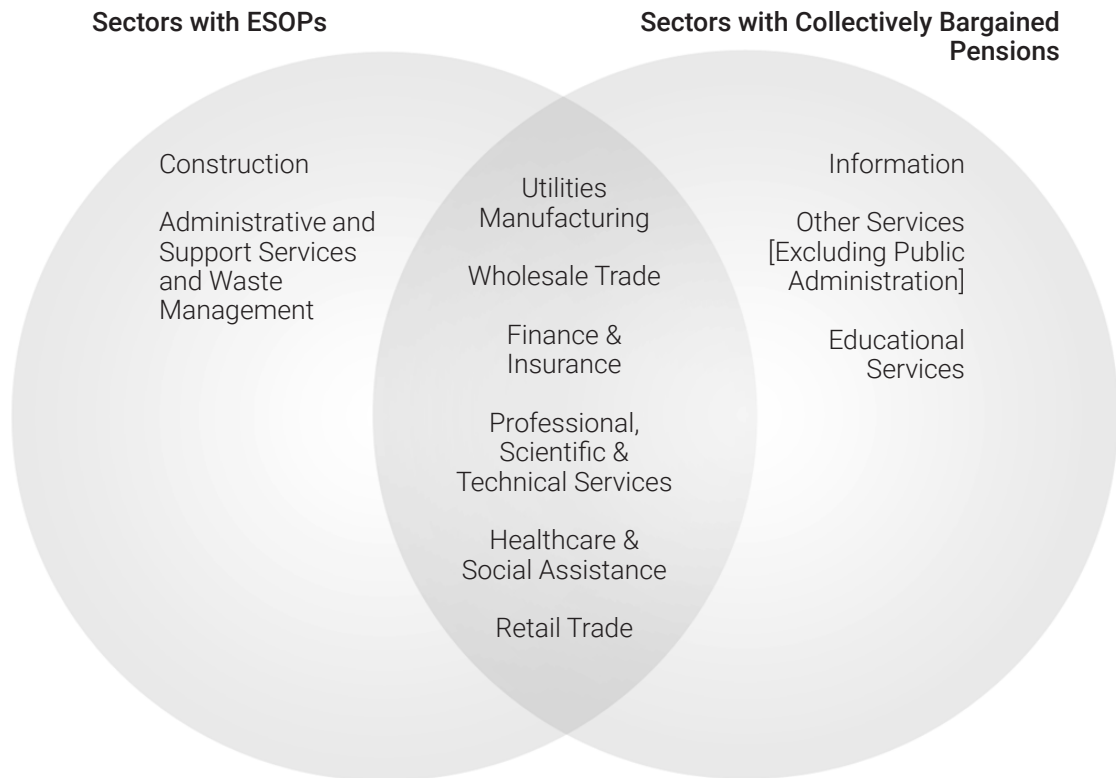 Sectors with ESOPs
Sectors with Collectively Bargained
Pensions
Construction
Administrative and
Support Services
and Waste
Management
Utilities
Manufacturing
Wholesale Trade
Finance &
Insurance
Professional,
Scientific &
Technical Services
Healthcare &
Social Assistance
Retail Trade
Information
Other Services
[Excluding Public
Administration]
Educational
Services